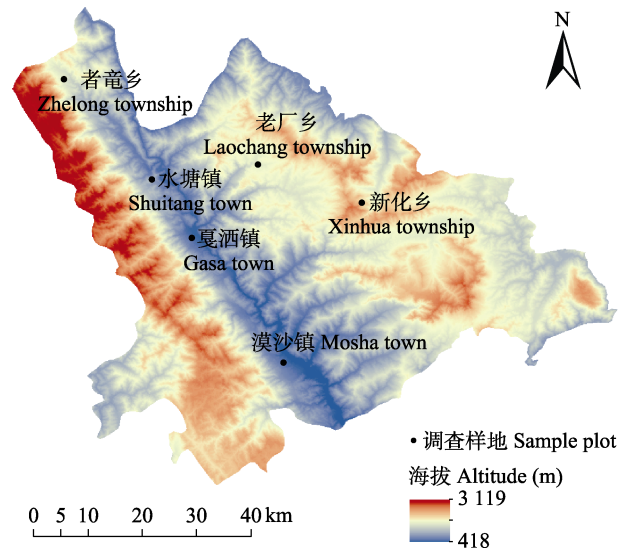 N
者竜乡
Zhelong township
老厂乡
Laochang township
水塘镇
Shuitang town
新化乡
Xinhua township
戛洒镇
Gasa town
漠沙镇 Mosha town
调查样地 Sample plot
海拔 Altitude (m)
3 119
418
0 5 10 20 30 40 km